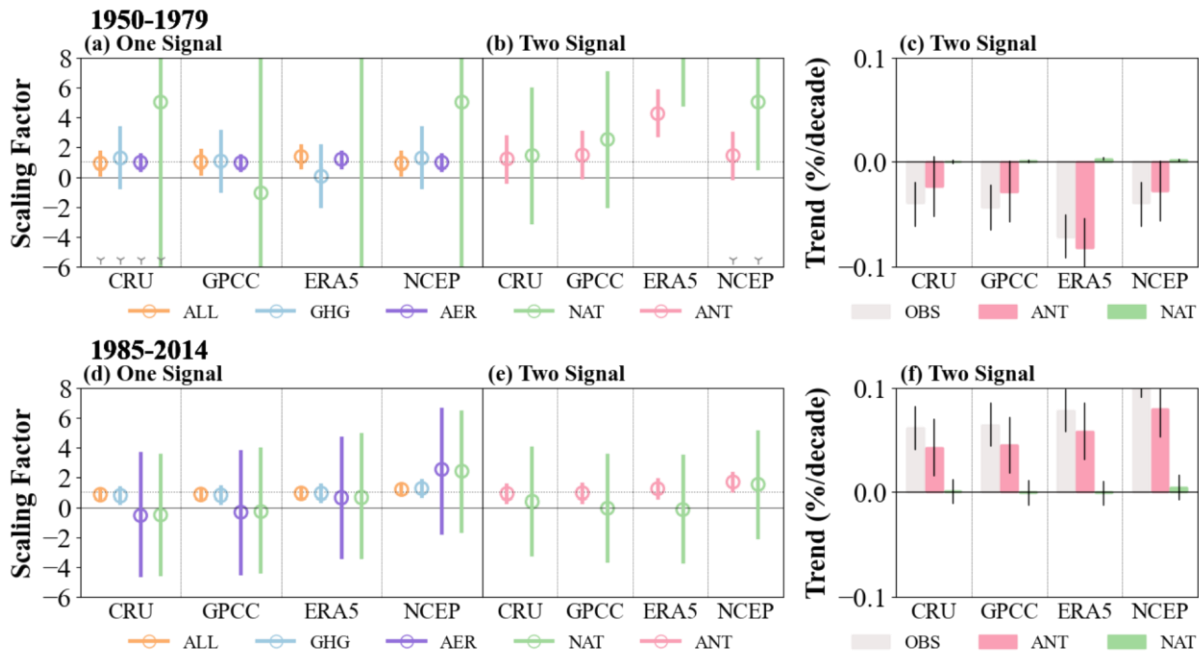 1950-1979
(a) One Signal
(b) Two Signal
(c) Two Signal
Scaling Factor
8
6
4
2
0
−2
−4
−6
CRU GPCC ERA5 NCEP
CRU GPCC ERA5 NCEP
ALL GHG AER NAT ANT
Trend (%/decade)
0.1
0.0
−0.1
CRU GPCC ERA5 NCEP
OBS ANT NAT
1985-2014
(d) One Signal
(e) Two Signal
(f) Two Signal
Scaling Factor
8
6
4
2
0
−2
−4
−6
CRU GPCC ERA5 NCEP
CRU GPCC ERA5 NCEP
ALL GHG AER NAT ANT
Trend (%/decade)
0.1
0.0
−0.1
CRU GPCC ERA5 NCEP
OBS ANT NAT